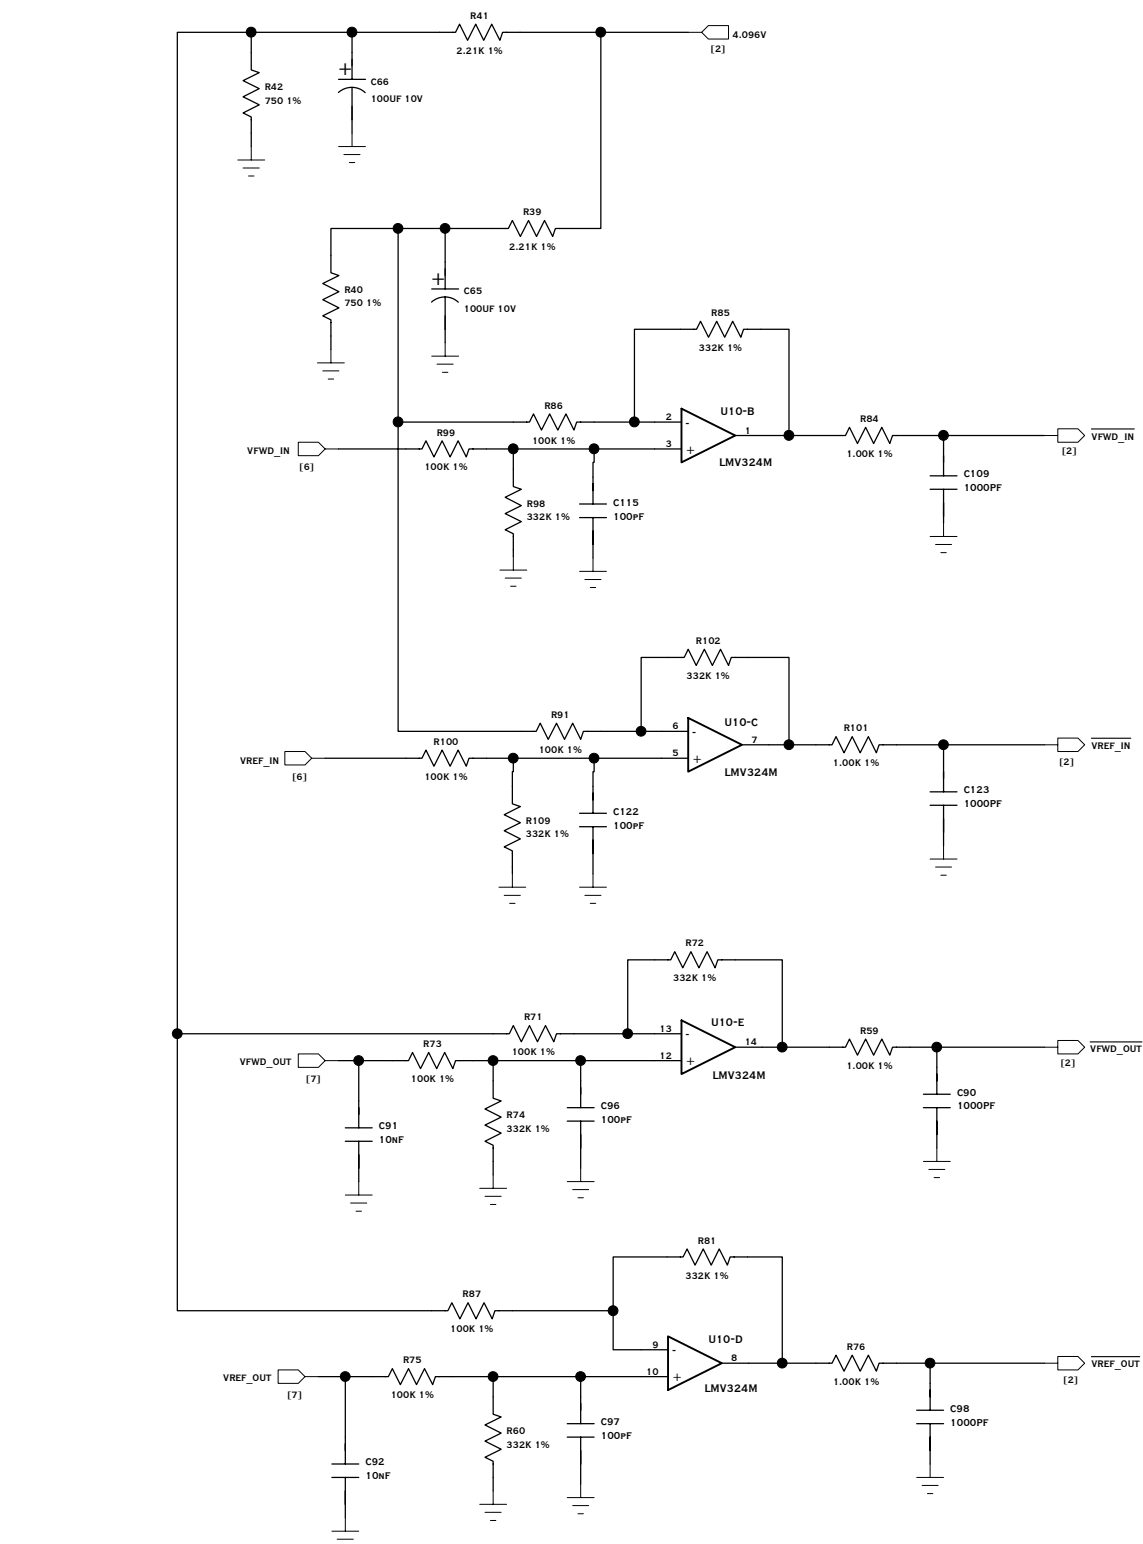 R41
2.21K 1%
4.096V
[2]
R42
750 1%
+
C66
100UF 10V
R39
2.21K 1%
R40
750 1%
+
C65
100UF 10V
R85
332K 1%
R86
100K 1%
U10-B
2
-
1
3
+
LMV324M
R84
1.00K 1%
VFWD_IN
[2]
VFWD_IN
[6]
R99
100K 1%
R98
332K 1%
C115
100pF
C109
1000PF
R102
332K 1%
R91
100K 1%
U10-C
6
-
7
5
+
LMV324M
R101
1.00K 1%
VREF_IN
[2]
VREF_IN
[6]
R100
100K 1%
R109
332K 1%
C122
100pF
C123
1000PF
R72
332K 1%
R71
100K 1%
U10-E
13
-
14
12
+
LMV324M
R59
1.00K 1%
VFWD_OUT
[2]
VFWD_OUT
[7]
R73
100K 1%
C91
10nF
R74
332K 1%
C96
100pF
C90
1000PF
R81
332K 1%
R87
100K 1%
U10-D
9
-
8
10
+
LMV324M
R76
1.00K 1%
VREF_OUT
[2]
VREF_OUT
[7]
R75
100K 1%
C92
10nF
R60
332K 1%
C97
100pF
C98
1000PF